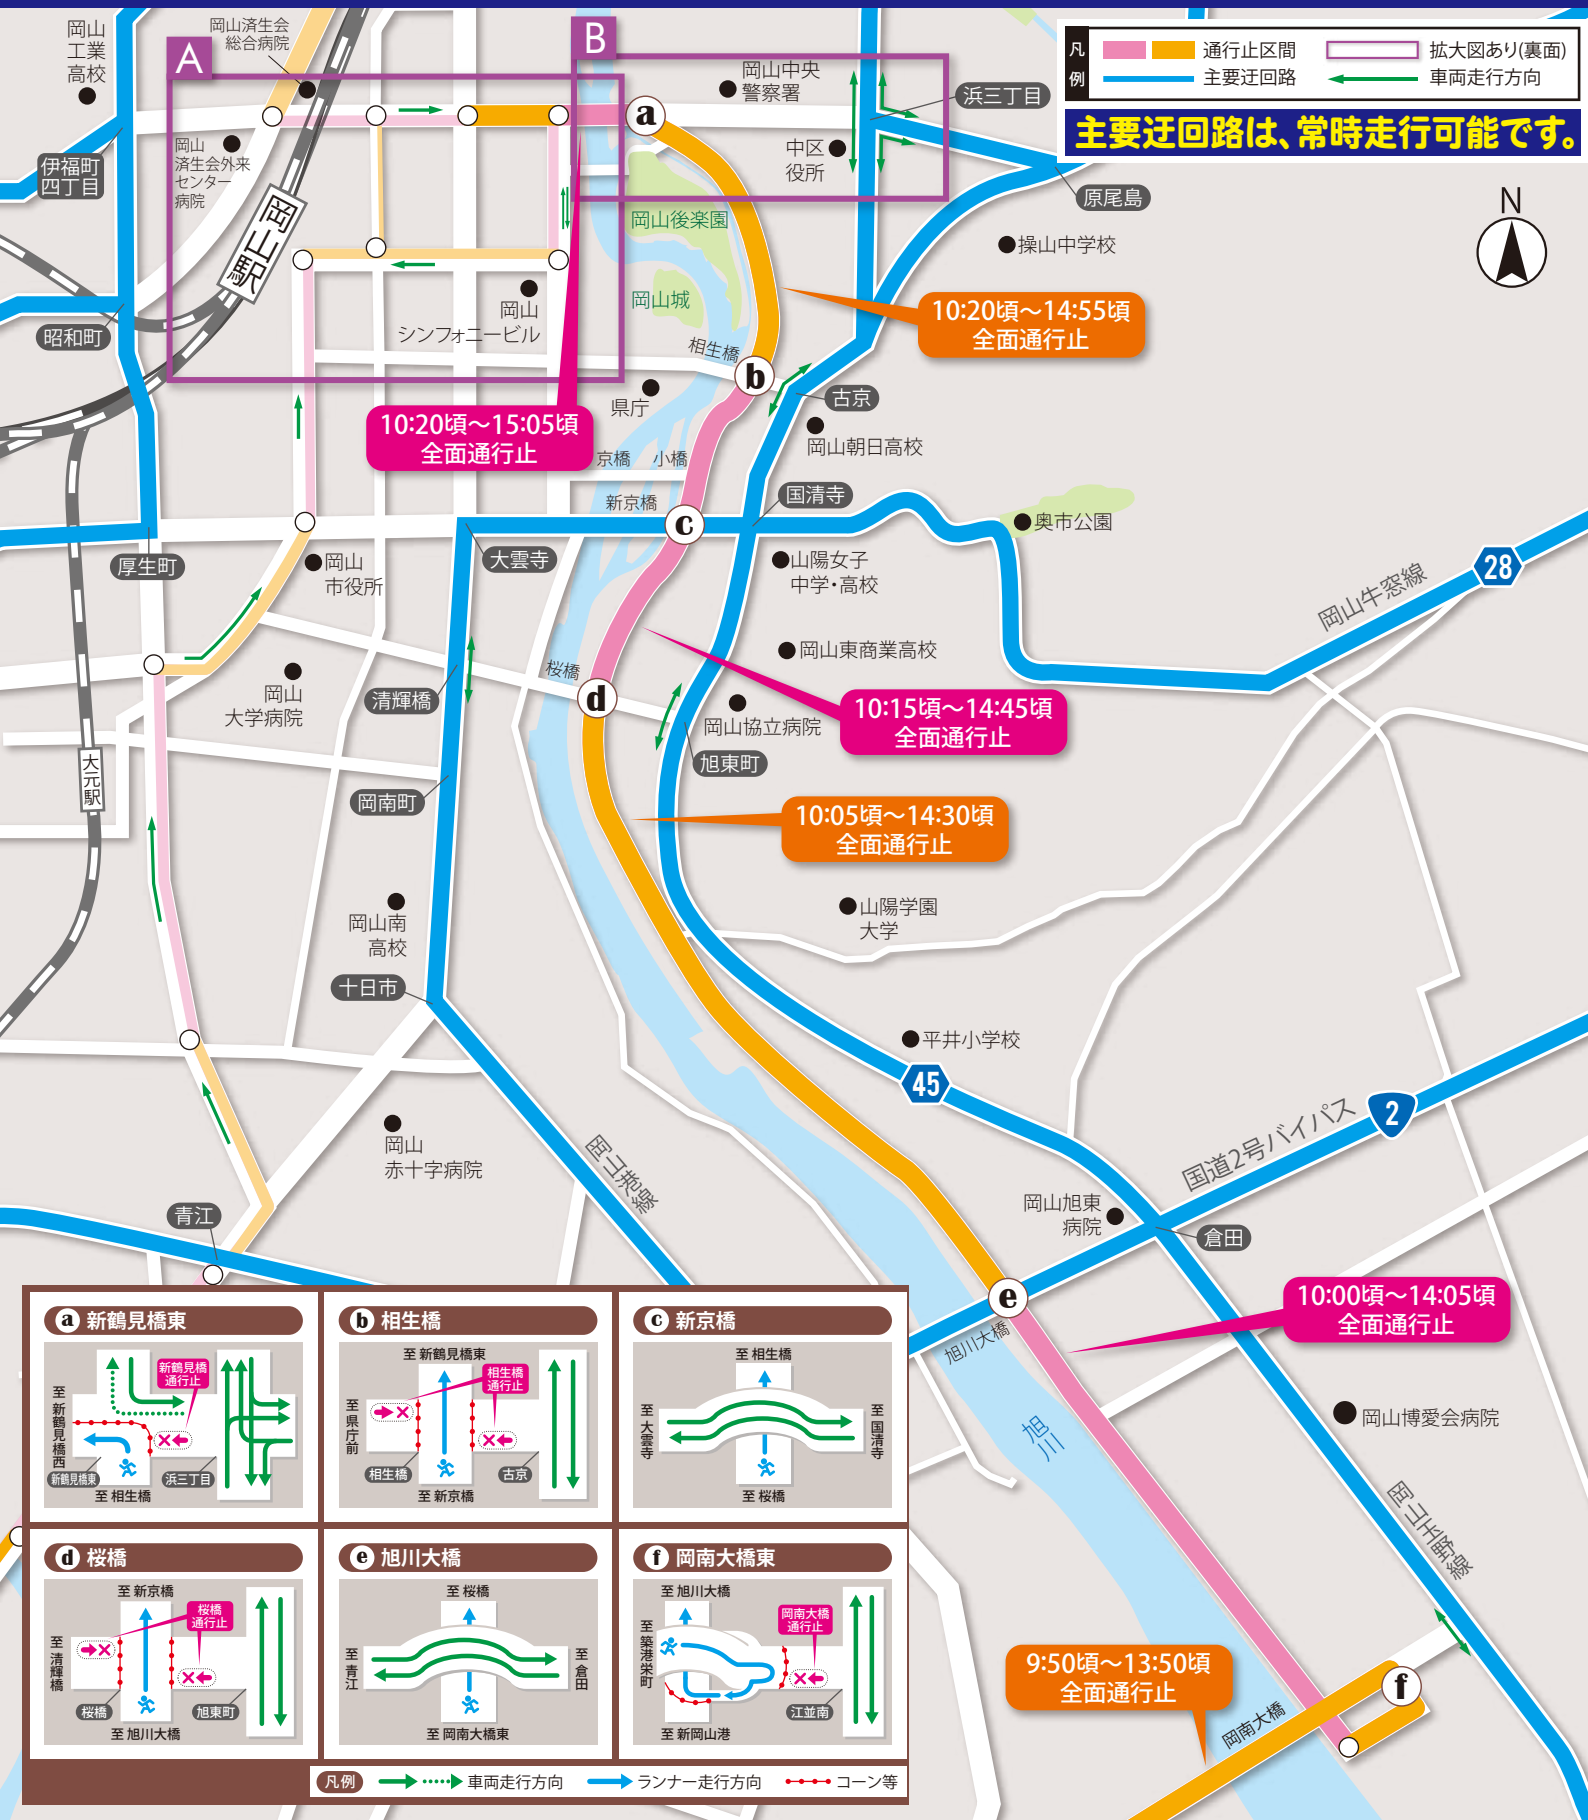 岡山
工業
高校
岡山済生会
総合病院
A
B
岡山中央
警察署
浜三丁目
凡
例
通行止区間
拡大図あり(裏面)
主要迂回路
車両走行方向
主要迂回路は、常時走行可能です。
a
中区
役所
伊福町
四丁目
岡山
済生会外来
センター
病院
岡山駅
原尾島
N
岡山後楽園
操山中学校
岡山城
岡山
シンフォニービル
昭和町
10:20頃～14:55頃
全面通行止
相生橋
b
古京
県庁
10:20頃～15:05頃
全面通行止
岡山朝日高校
京橋
小橋
新京橋
c
国清寺
奥市公園
大雲寺
厚生町
岡山
市役所
山陽女子
中学・高校
28
岡山牛窓線
岡山東商業高校
桜橋
d
清輝橋
岡山
大学病院
岡山協立病院
10:15頃～14:45頃
全面通行止
旭東町
大元駅
岡南町
10:05頃～14:30頃
全面通行止
岡山南
高校
山陽学園
大学
十日市
平井小学校
45
2
国道2号バイパス
岡山
赤十字病院
岡山港線
岡山旭東
病院
倉田
青江
e
旭川大橋
10:00頃～14:05頃
全面通行止
旭川
岡山博愛会病院
岡山玉野線
9:50頃～13:50頃
全面通行止
岡南大橋
f
a 新鶴見橋東
至 新鶴見橋西
新鶴見橋
通行止
新鶴見橋東
浜三丁目
至 相生橋
b 相生橋
至 新鶴見橋東
相生橋
通行止
至 県庁前
相生橋
古京
至 新京橋
c 新京橋
至 相生橋
至 大雲寺
至 国清寺
至 桜橋
d 桜橋
至 新京橋
桜橋
通行止
至 清輝橋
桜橋
旭東町
至 旭川大橋
e 旭川大橋
至 桜橋
至 青江
至 倉田
至 岡南大橋東
f 岡南大橋東
至 旭川大橋
岡南大橋
通行止
至 築港栄町
江並南
至 新岡山港
凡例
車両走行方向
ランナー走行方向
コーン等